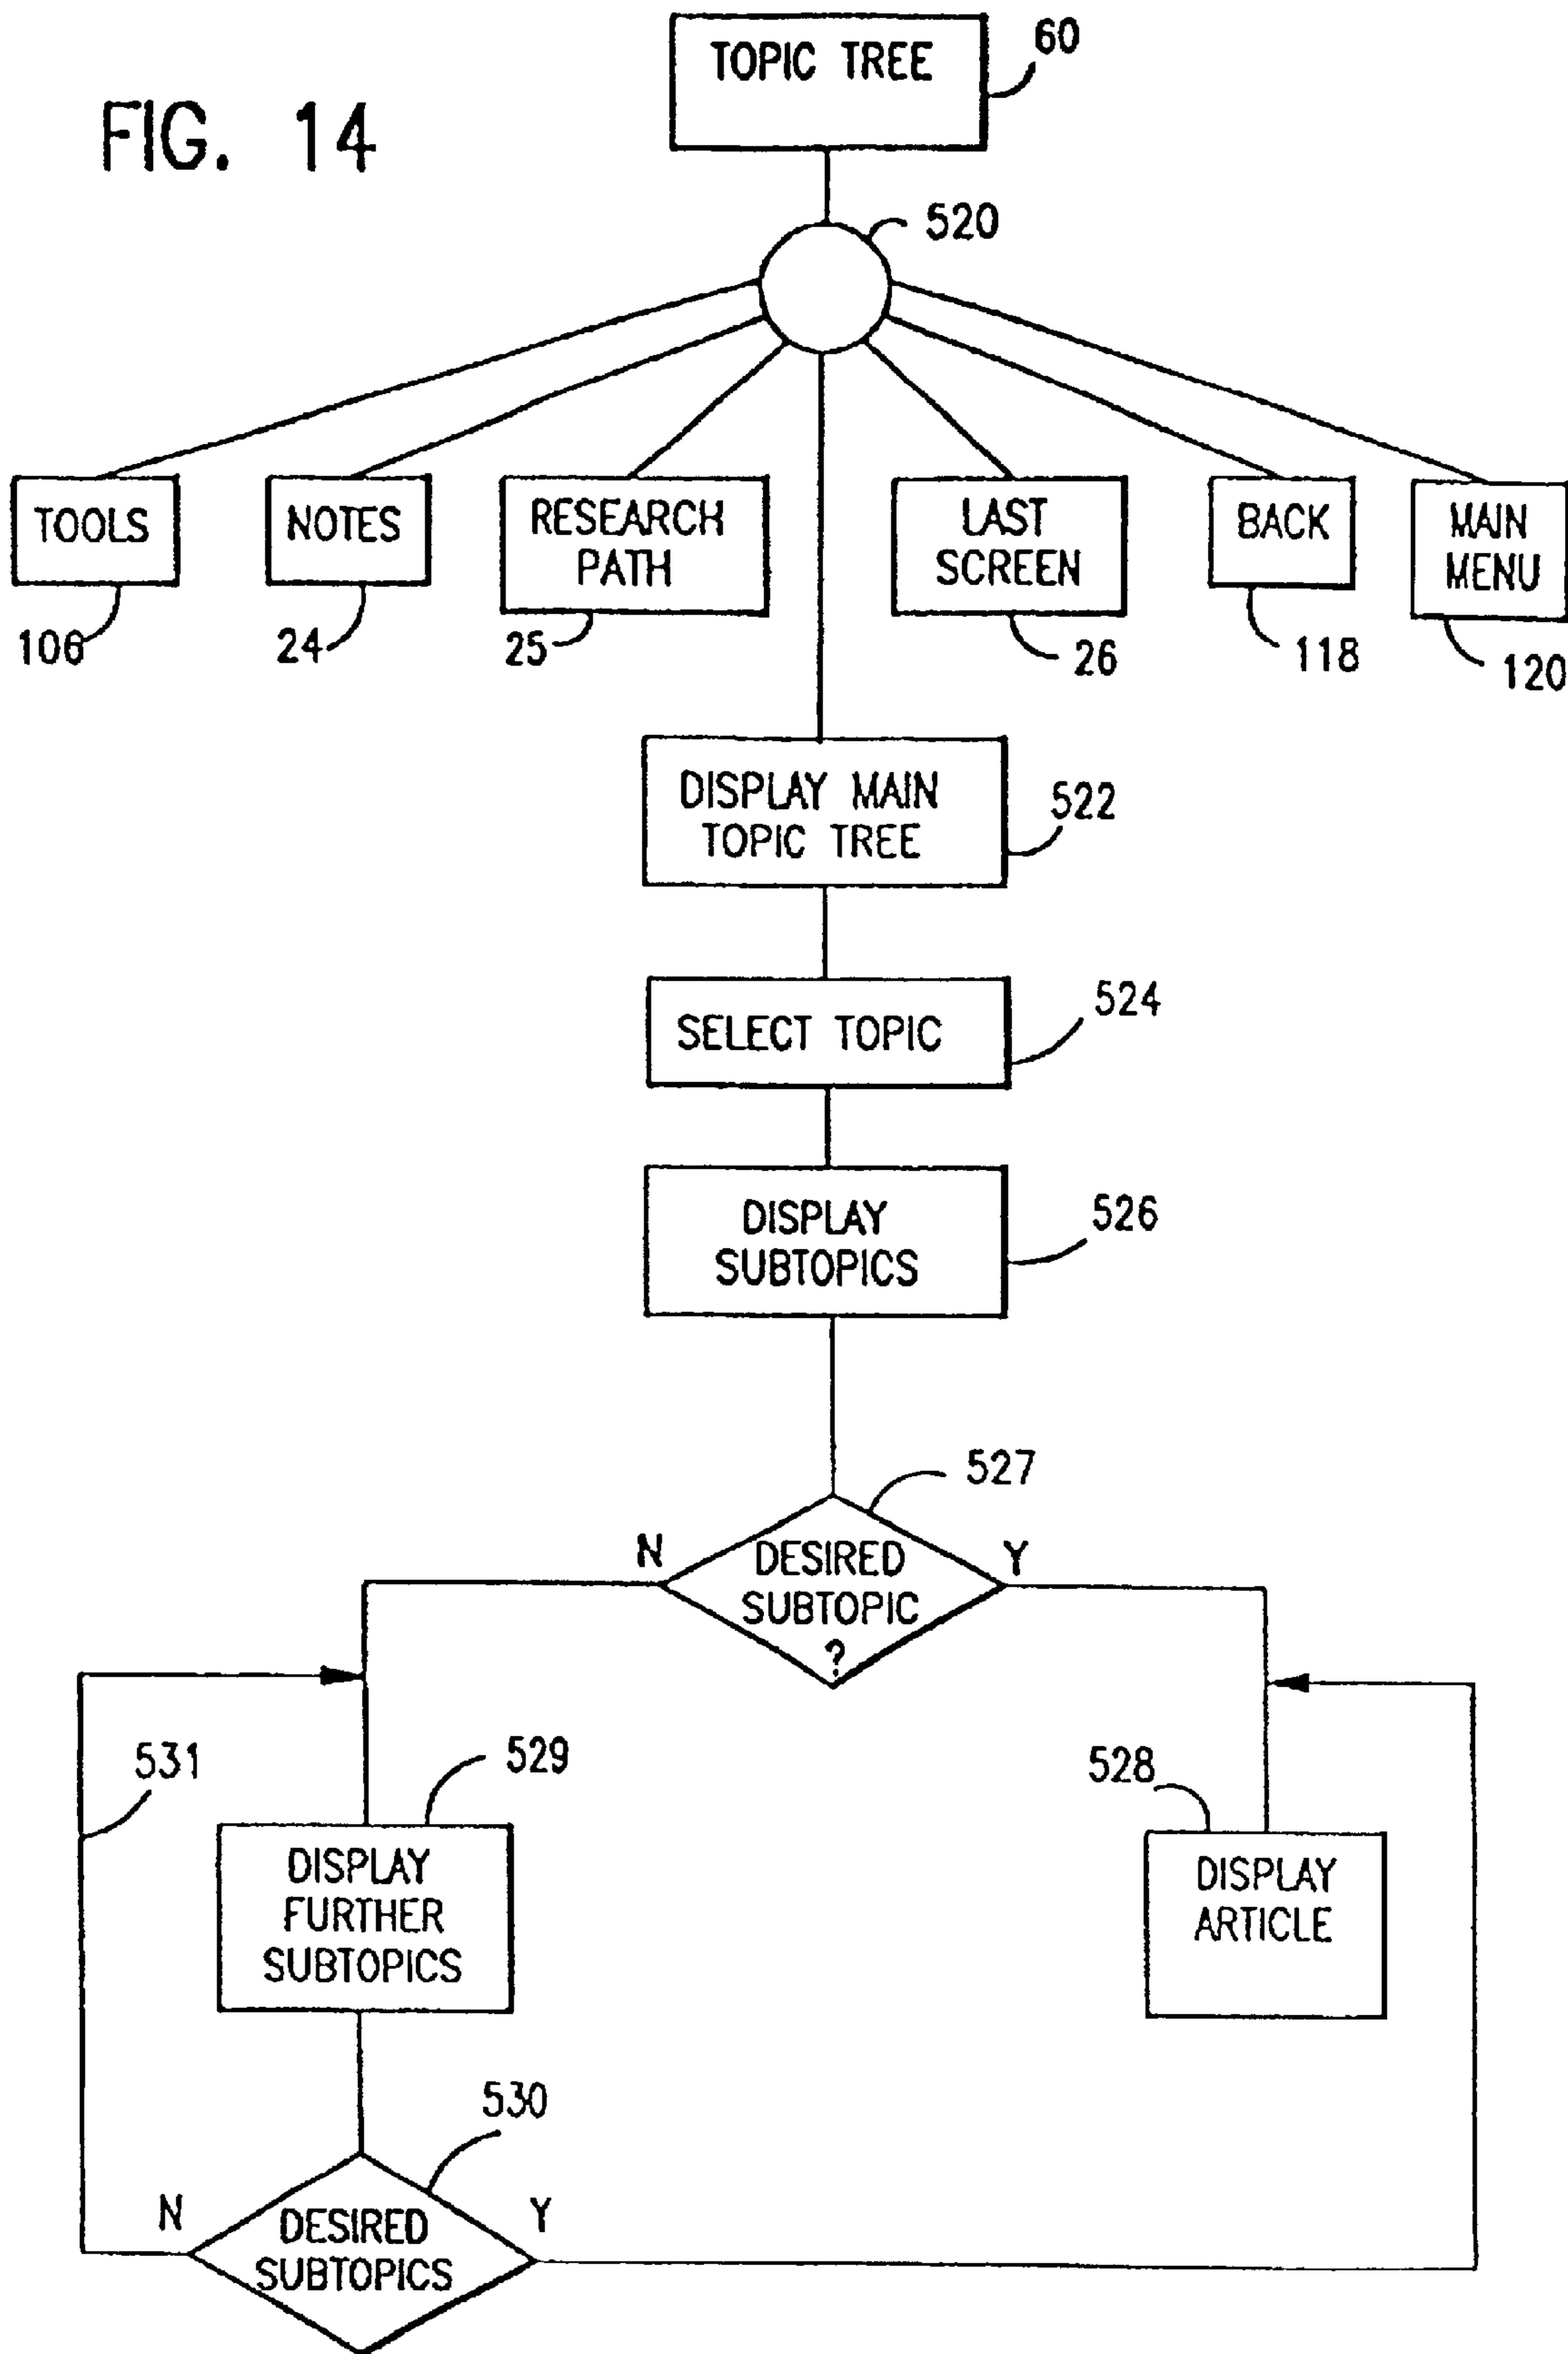 FIG. 14
TOPIC TREE
60
520
TOOLS
NOTES
RESEARCH
PATH
LAST
SCREEN
BACK
MAIN
MENU
106
24
25
26
118
120
DISPLAY MAIN
TOPIC TREE
522
SELECT TOPIC
524
DISPLAY
SUBTOPICS
526
527
N
DESIRED
SUBTOPIC
?
Y
531
529
528
DISPLAY
FURTHER
SUBTOPICS
DISPLAY
ARTICLE
530
N
DESIRED
SUBTOPICS
Y